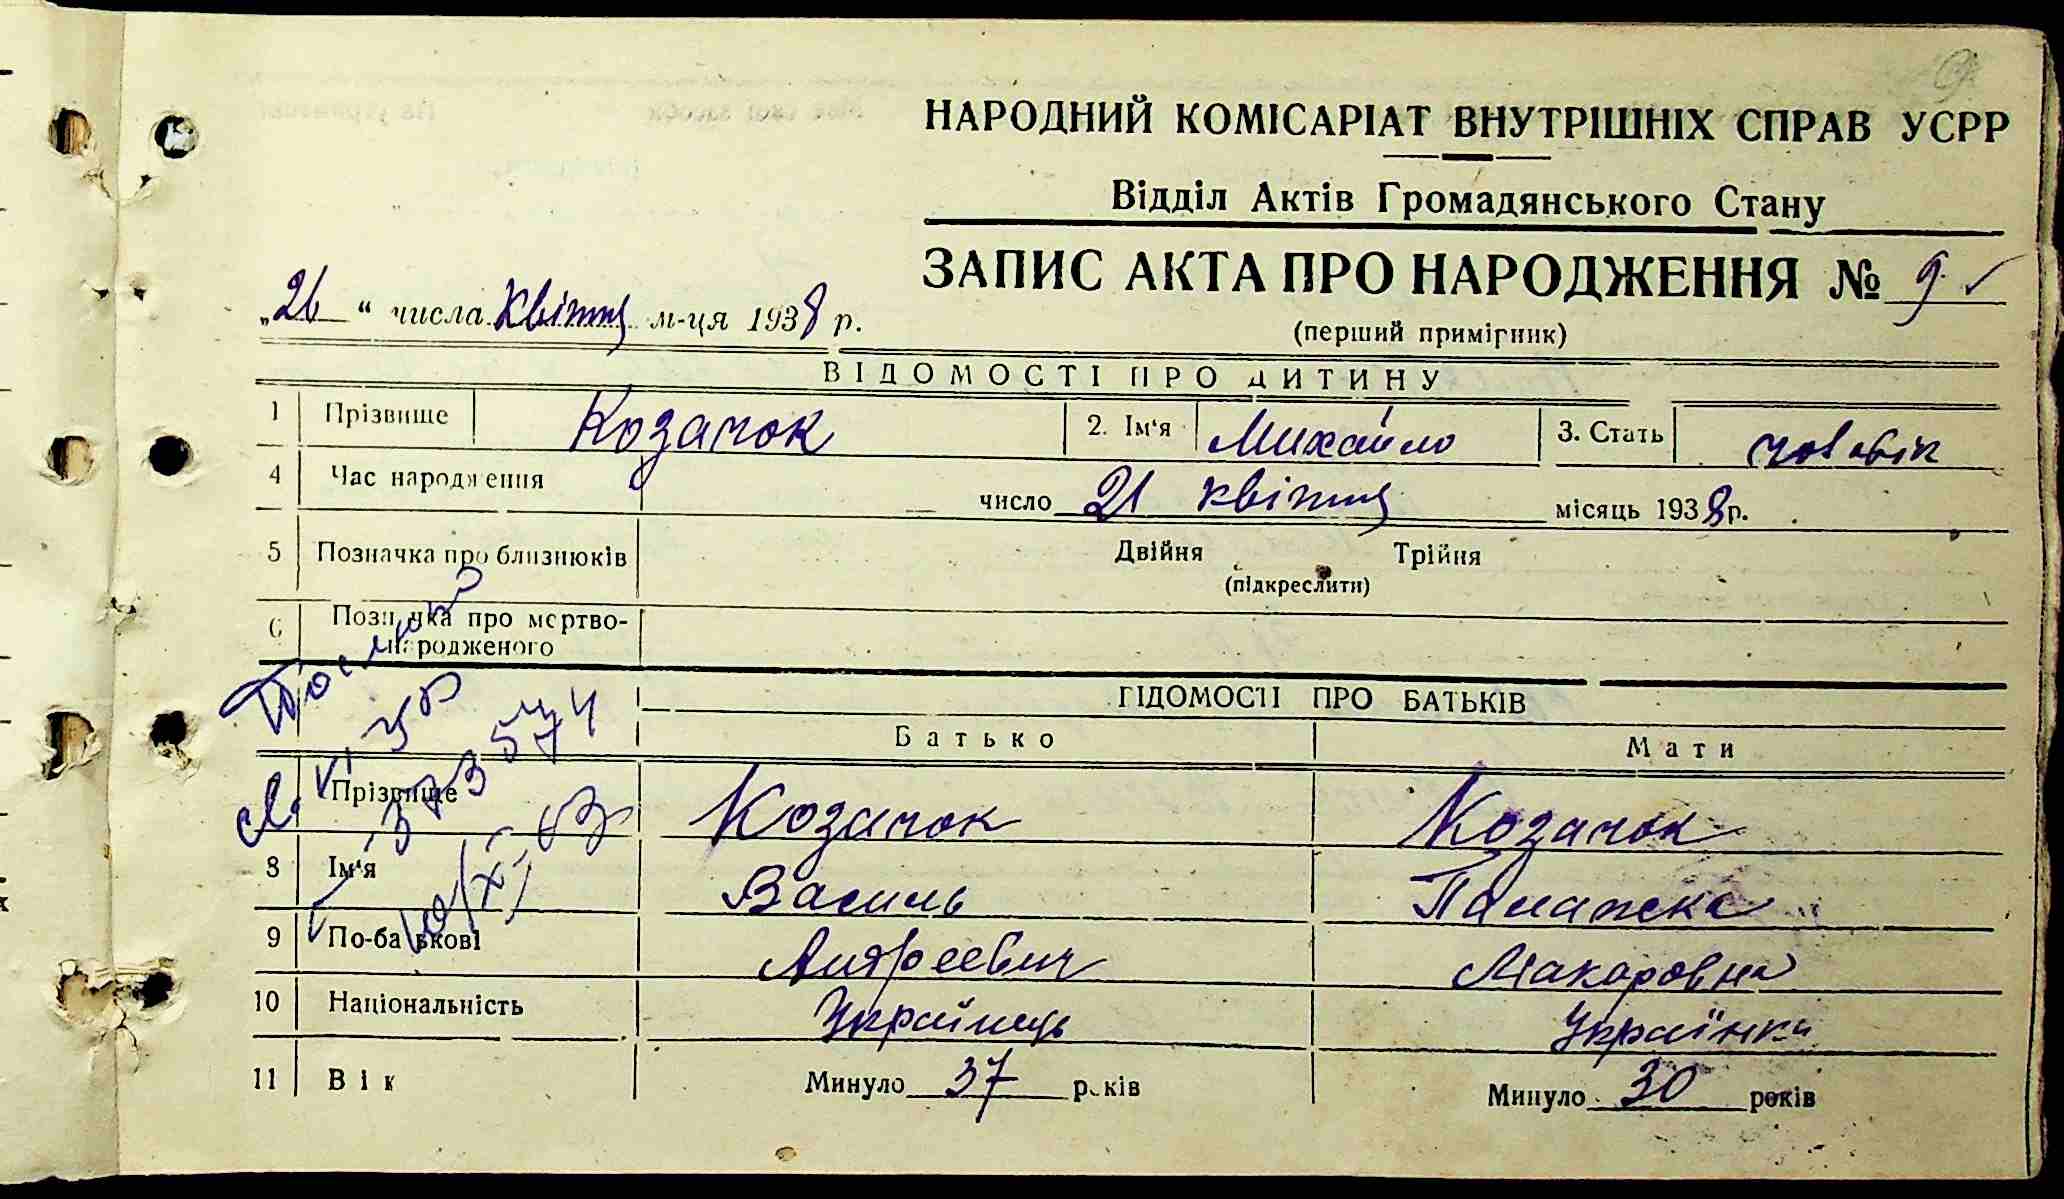 НАРОДНИЙ КОМІСАРІАТ ВНУТРІШНІХ СПРАВ УСРР
Відділ Актів Громадянського Стану
ЗАПИС АКТА ПРО НАРОДЖЕННЯ № 9
„26“ числа квітня м-ця 1938 р.
(перший примірник)
ВІДОМОСТІ ПРО ДИТИНУ
1 Прізвище Козачок 2. Ім'я Михайло 3. Стать чоловік
4 Час народження число 21 квітня місяць 1938 р.
5 Позначка про близнюків Двійня Трійня
(підкреслити)
6 Позначка про мертво-
народженого
ВІДОМОСТІ ПРО БАТЬКІВ
Батько Мати
Прізвище Козачок Козачок
8 Ім'я Василь Палажка
9 По-батькові Андреевич Макаровна
10 Національність Українець Українка
11 Вік Минуло 37 років Минуло 30 років